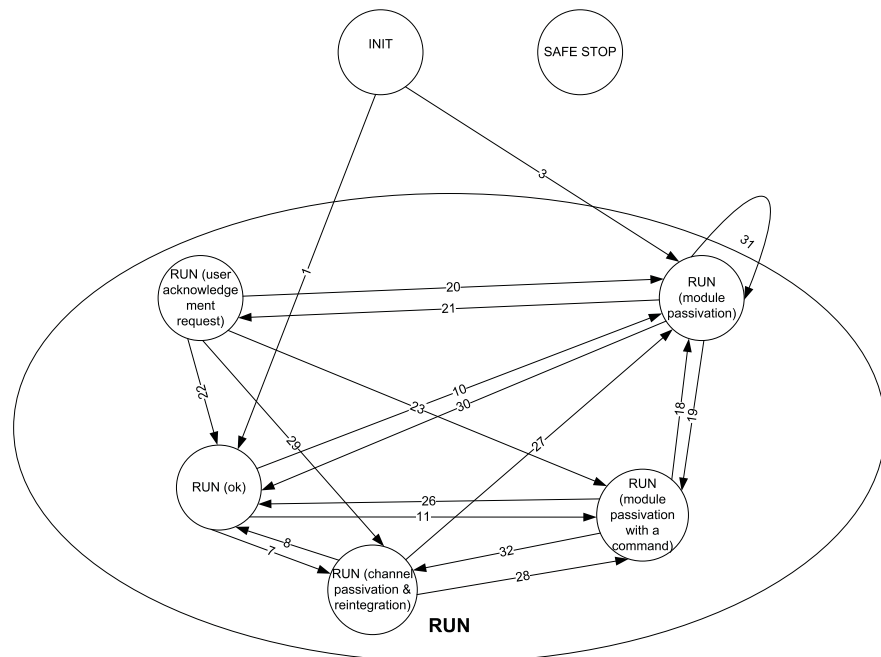 INIT
SAFE STOP
3
31
1
RUN (user
acknowledge
ment
request)
20
21
RUN
(module
passivation)
22
10
23
30
18
19
29
27
RUN (ok)
26
11
RUN
(module
passivation
with a
command)
8
7
32
28
RUN (channel
passivation &
reintegration)
RUN